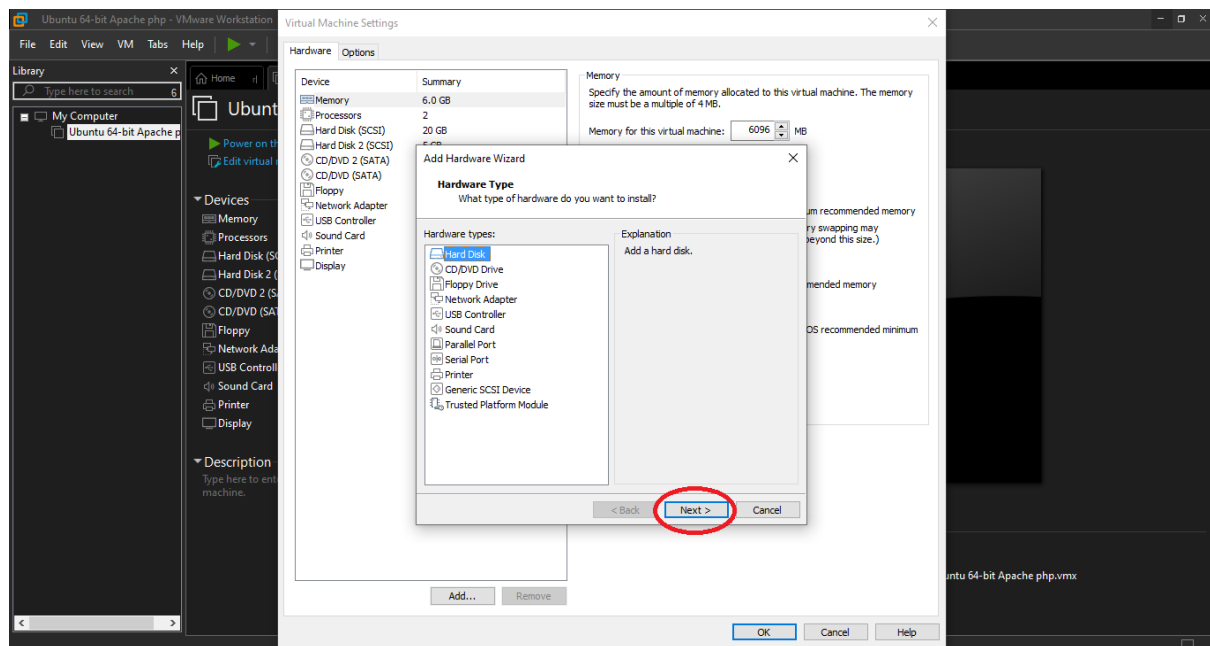 Ubuntu 64-bit Apache php - VMware Workstation
File Edit View VM Tabs Help
Library
Type here to search
My Computer
Ubuntu 64-bit Apache p
Home
Ubunt
Power on th
Edit virtual
Devices
Memory
Processors
Hard Disk (SC
Hard Disk 2 (
CD/DVD 2 (SA
CD/DVD (SAT
Floppy
Network Ada
USB Controll
Sound Card
Printer
Display
Description
Type here to ent
machine.
Virtual Machine Settings
Hardware Options
Device Summary
Memory 6.0 GB
Processors 2
Hard Disk (SCSI) 20 GB
Hard Disk 2 (SCSI) 5 GB
CD/DVD 2 (SATA)
CD/DVD (SATA)
Floppy
Network Adapter
USB Controller
Sound Card
Printer
Display
Add... Remove
Memory
Specify the amount of memory allocated to this virtual machine. The memory
size must be a multiple of 4 MB.
Memory for this virtual machine: 6096 MB
um recommended memory
ry swapping may
beyond this size.)
mended memory
OS recommended minimum
Add Hardware Wizard
Hardware Type
What type of hardware do you want to install?
Hardware types:
Hard Disk
CD/DVD Drive
Floppy Drive
Network Adapter
USB Controller
Sound Card
Parallel Port
Serial Port
Printer
Generic SCSI Device
Trusted Platform Module
Explanation
Add a hard disk.
< Back Next > Cancel
untu 64-bit Apache php.vmx
OK Cancel Help